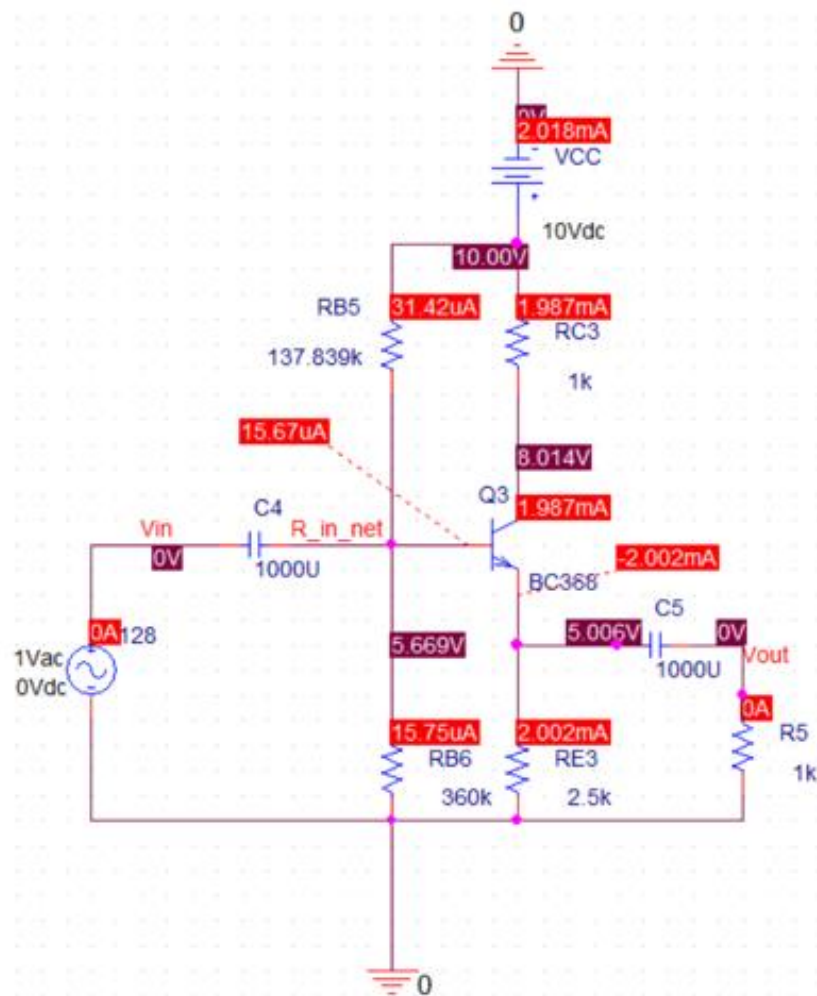 0
0V
2.018mA
-
VCC
+
10Vdc
10.00V
RB5
31.42uA
1.987mA
137.839k
RC3
1k
15.67uA
8.014V
Q3
1.987mA
C4
Vin
R_in_net
0V
1000U
-2.002mA
BC368
C5
0A
128
5.669V
5.006V
0V
1Vac
0Vdc
1000U
Vout
15.75uA
2.002mA
0A
RB6
RE3
R5
360k
2.5k
1k
0